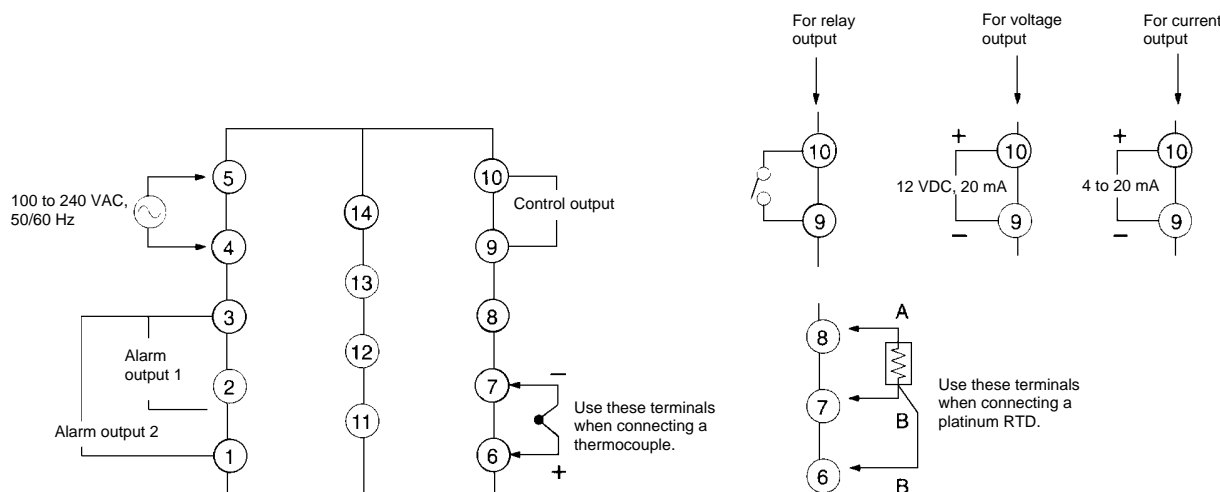 For relay
output
For voltage
output
For current
output
5
10
100 to 240 VAC,
50/60 Hz
Control output
14
4
9
13
3
8
Alarm
output 1
12
2
7
−
Use these terminals
when connecting a
thermocouple.
11
Alarm output 2
1
6
+
10
9
+
10
12 VDC, 20 mA
9
−
+
10
4 to 20 mA
9
−
A
8
Use these terminals
when connecting a
platinum RTD.
7
B
6
B